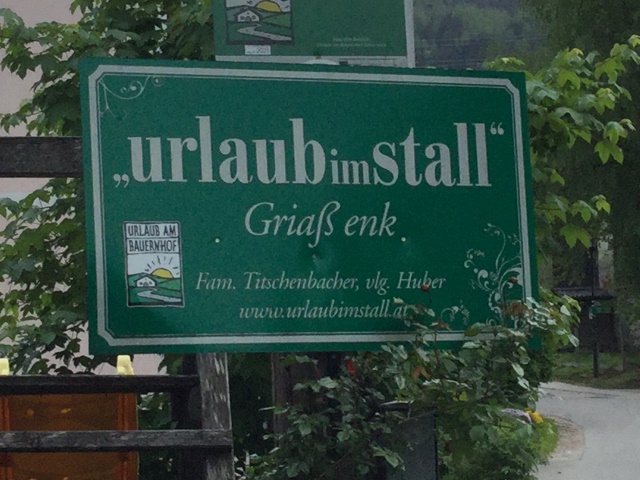 „urlaubimstall“
Griaß enk
URLAUB AM
BAUERNHOF
Fam. Titschenbacher, vlg. Huber
www.urlaubimstall.at